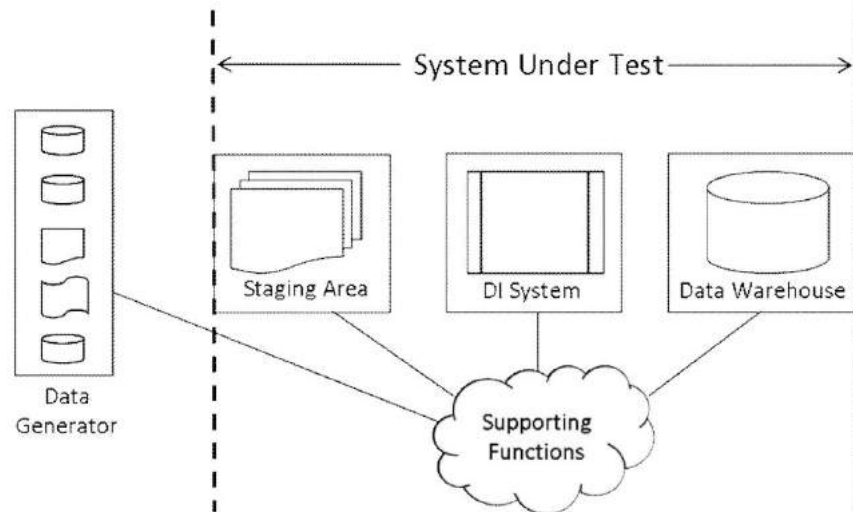 System Under Test
Staging Area
DI System
Data Warehouse
Data
Generator
Supporting
Functions